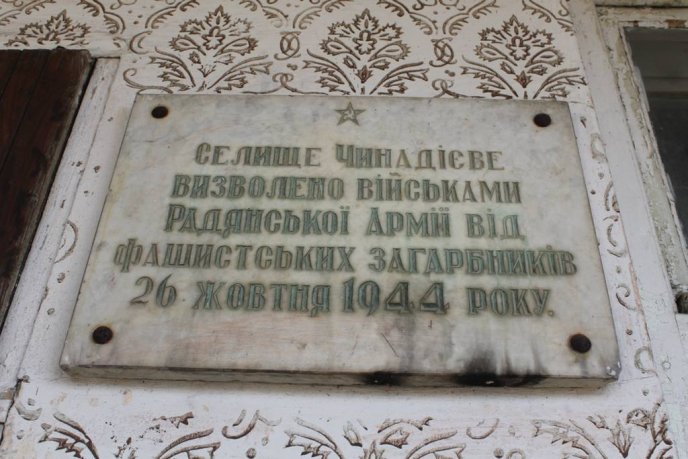 Селище Чинадієве
визволено військами
Радянської Армії від
фашистських загарбників
26 жовтня 1944 року.